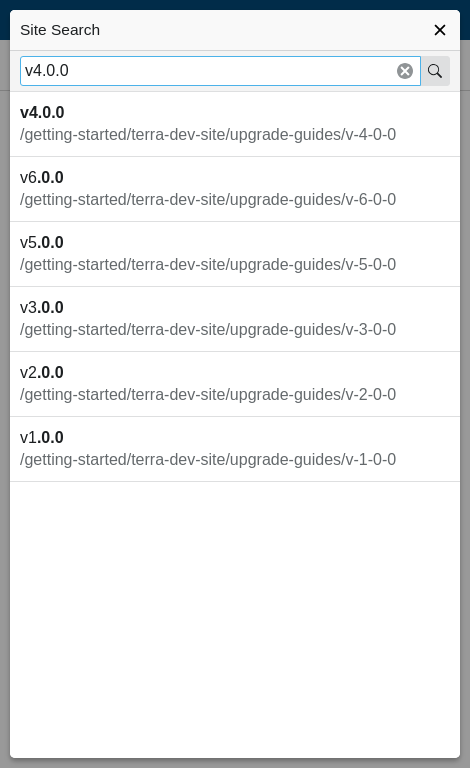 Site Search
v4.0.0
v4.0.0
/getting-started/terra-dev-site/upgrade-guides/v-4-0-0
v6.0.0
/getting-started/terra-dev-site/upgrade-guides/v-6-0-0
v5.0.0
/getting-started/terra-dev-site/upgrade-guides/v-5-0-0
v3.0.0
/getting-started/terra-dev-site/upgrade-guides/v-3-0-0
v2.0.0
/getting-started/terra-dev-site/upgrade-guides/v-2-0-0
v1.0.0
/getting-started/terra-dev-site/upgrade-guides/v-1-0-0